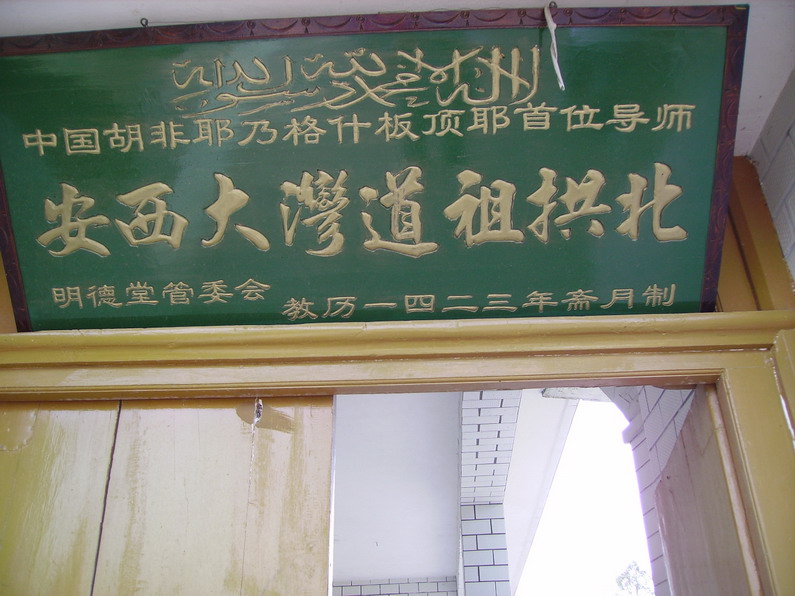 中国胡非耶乃格什板顶耶首位导师
安西大灣道祖拱北
明德堂管委会
教历一四二三年斋月制